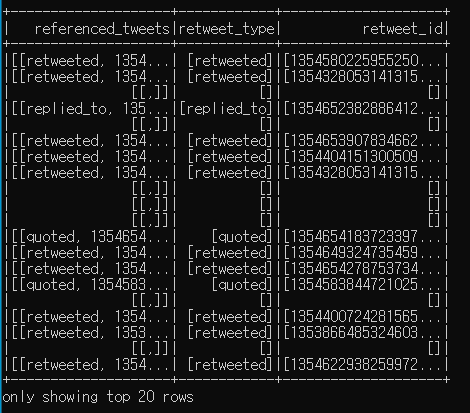 +--------------------+------------+--------------------+
|   referenced_tweets|retweet_type|          retweet_id|
+--------------------+------------+--------------------+
|[[retweeted, 1354...| [retweeted]|[1354580225955250...|
|[[retweeted, 1354...| [retweeted]|[1354328053141315...|
|               [[,]]|          []|                  []|
|[[replied_to, 135...|[replied_to]|[1354652382886412...|
|               [[,]]|          []|                  []|
|[[retweeted, 1354...| [retweeted]|[1354653907834662...|
|[[retweeted, 1354...| [retweeted]|[1354404151300509...|
|[[retweeted, 1354...| [retweeted]|[1354328053141315...|
|               [[,]]|          []|                  []|
|               [[,]]|          []|                  []|
|               [[,]]|          []|                  []|
|[[quoted, 1354654...|    [quoted]|[1354654183723397...|
|[[retweeted, 1354...| [retweeted]|[1354649324735459...|
|[[retweeted, 1354...| [retweeted]|[1354654278753734...|
|[[quoted, 1354583...|    [quoted]|[1354583844721025...|
|               [[,]]|          []|                  []|
|[[retweeted, 1354...| [retweeted]|[1354400724281565...|
|[[retweeted, 1353...| [retweeted]|[1353866485324603...|
|               [[,]]|          []|                  []|
|[[retweeted, 1354...| [retweeted]|[1354622938259972...|
+--------------------+------------+--------------------+
only showing top 20 rows